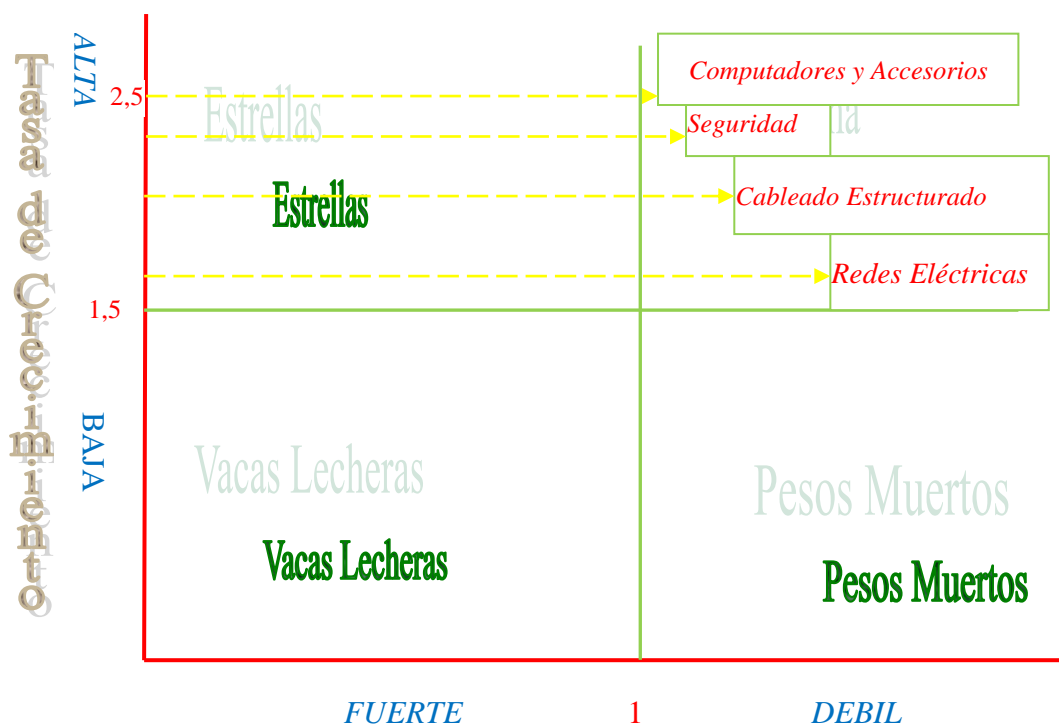 Tasa de Crecimiento
ALTA
2,5
Estrellas
Estrellas
Computadores y Accesorios
Seguridad
Cableado Estructurado
Redes Eléctricas
1,5
BAJA
Vacas Lecheras
Vacas Lecheras
Pesos Muertos
Pesos Muertos
FUERTE
1
DEBIL